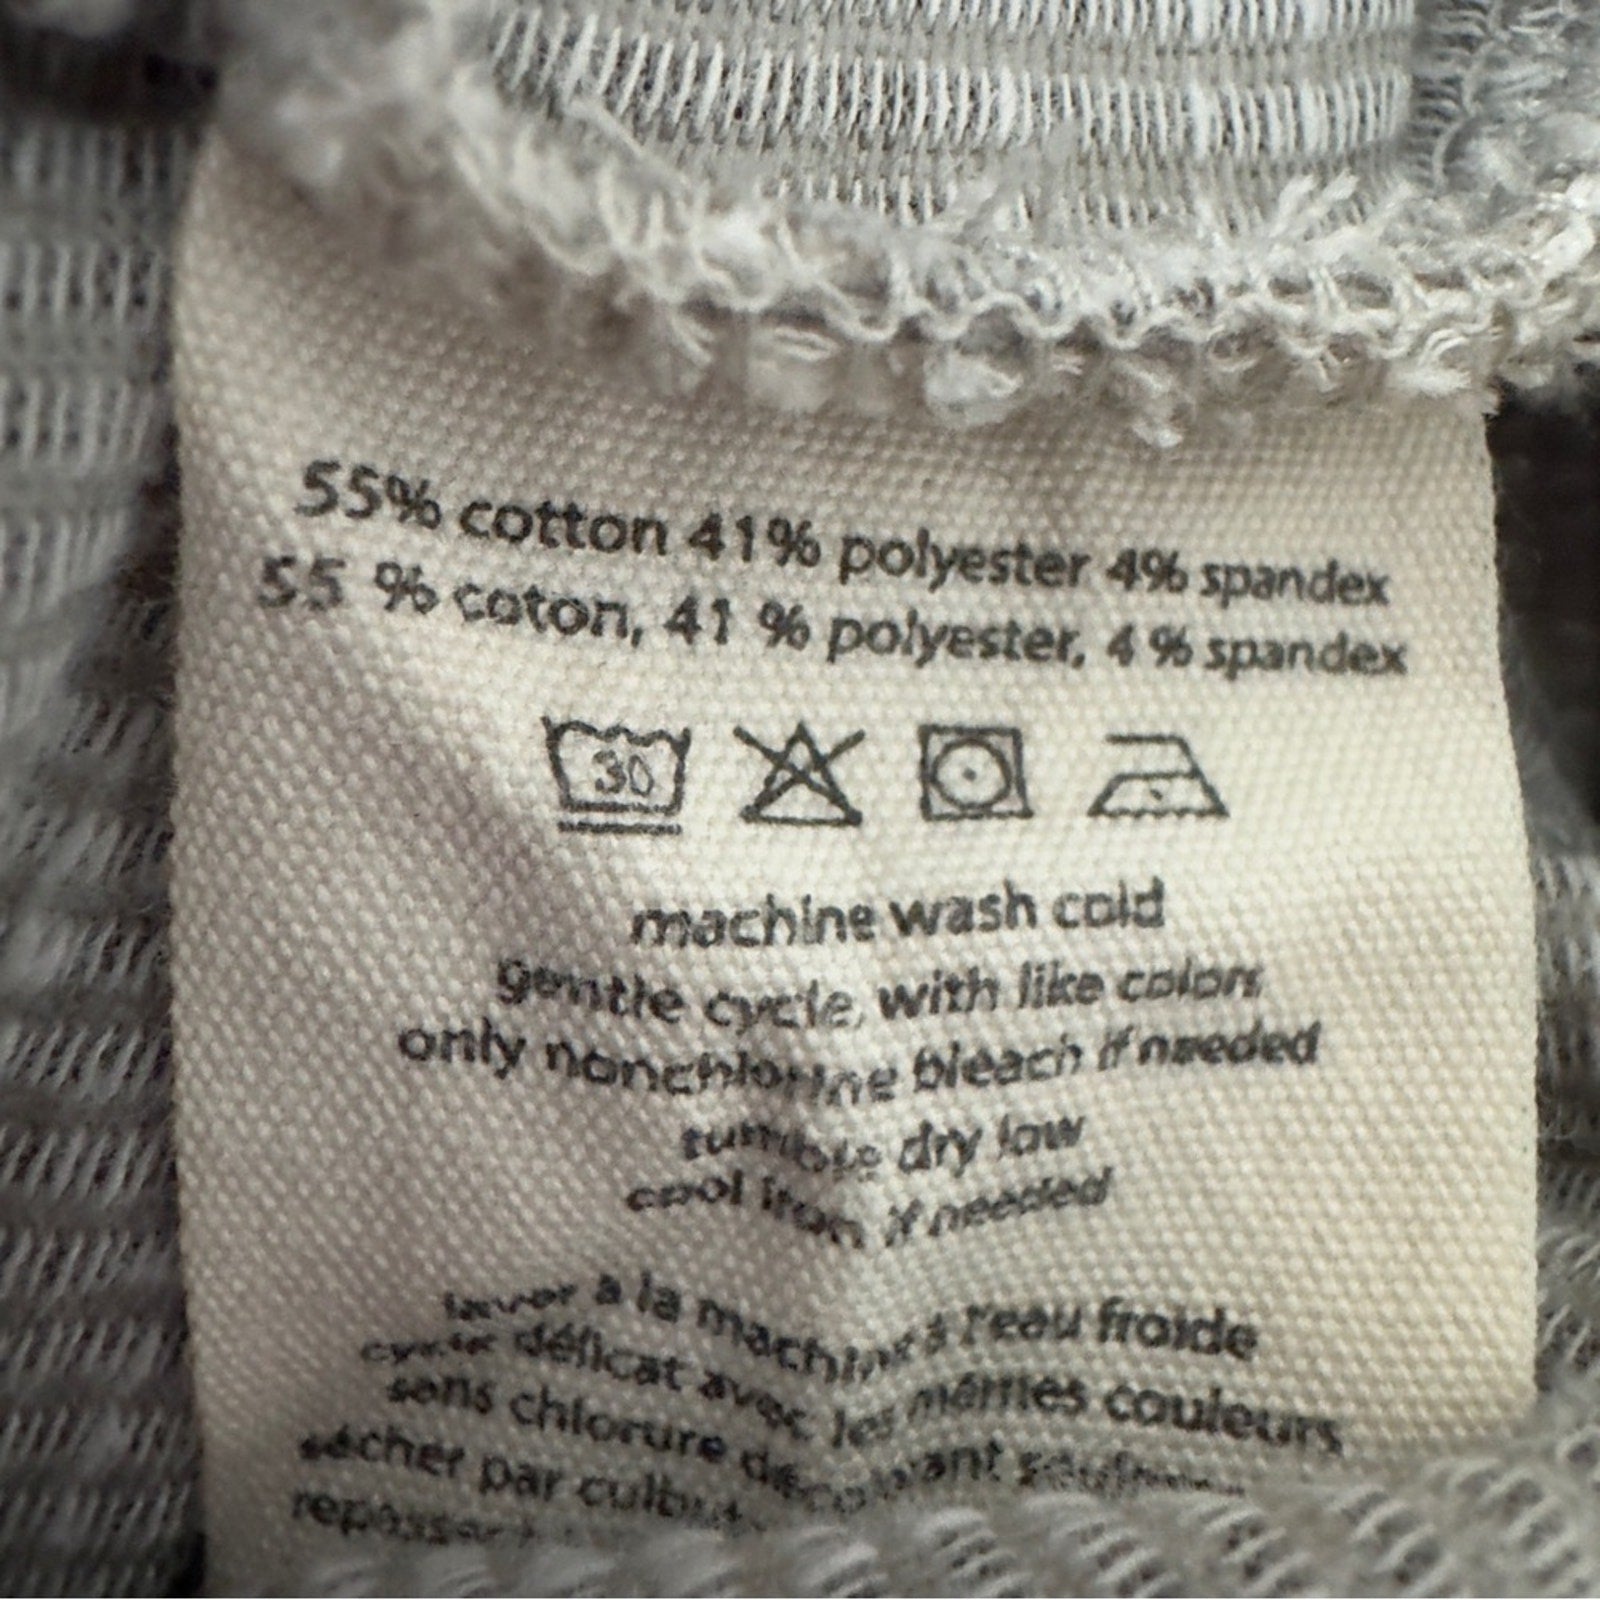 55% cotton 41% polyester 4% spandex
55 % coton, 41 % polyester, 4 % spandex
30
machine wash cold
gentle cycle, with like colors
only nonchlorine bleach if needed
tumble dry low
cool iron if needed
laver à la machine à l'eau froide
cycle délicat avec les mêmes couleurs
sans chlorure décolorant
sécher par